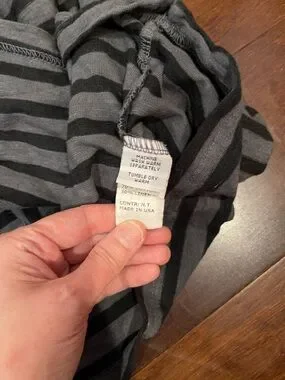 MACHINE
WASH WARM
SEPARATELY
TUMBLE DRY
WARM
MADE IN USA